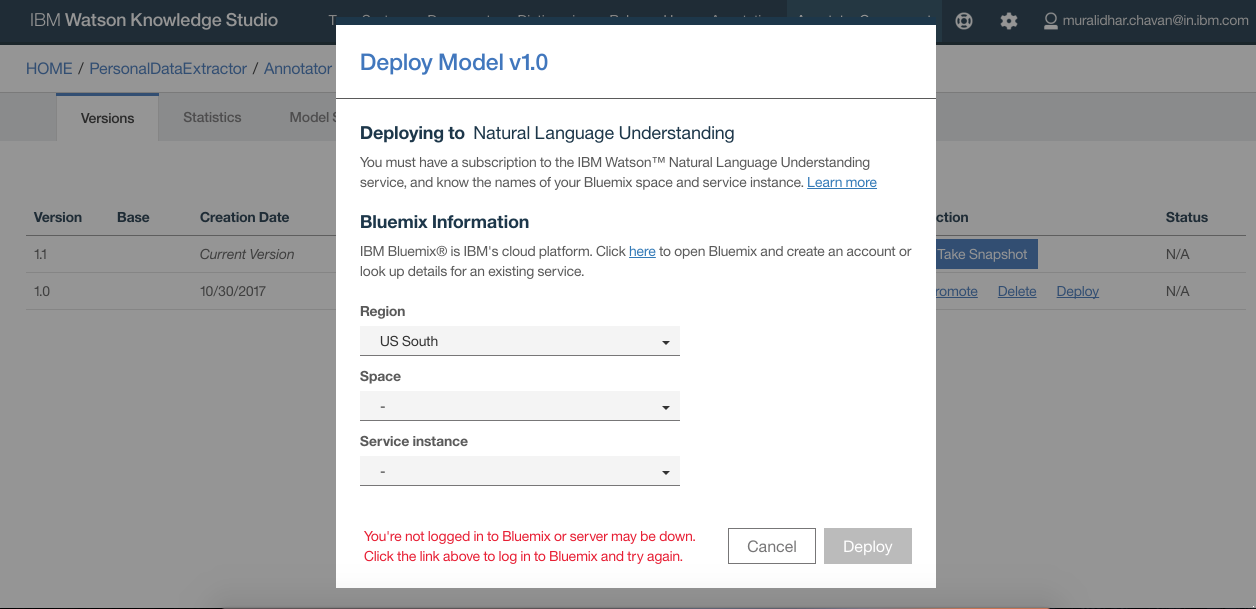 IBM Watson Knowledge Studio
muralidhar.chavan@in.ibm.com
HOME / PersonalDataExtractor / Annotator
Deploy Model v1.0
Versions Statistics Model S
Deploying to Natural Language Understanding
You must have a subscription to the IBM Watson™ Natural Language Understanding
service, and know the names of your Bluemix space and service instance. Learn more
Version Base Creation Date ction Status
Bluemix Information
1.1 Current Version Take Snapshot N/A
IBM Bluemix® is IBM's cloud platform. Click here to open Bluemix and create an account or
look up details for an existing service.
1.0 10/30/2017 romote Delete Deploy N/A
Region
US South
Space
-
Service instance
-
You're not logged in to Bluemix or server may be down.
Click the link above to log in to Bluemix and try again.
Cancel Deploy